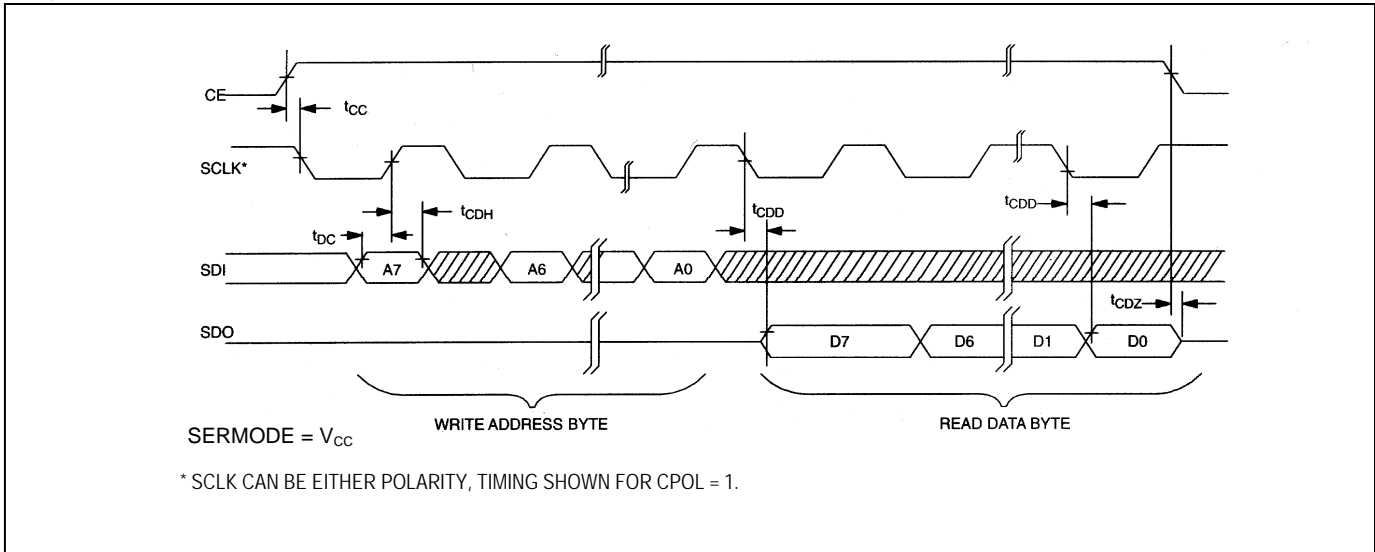 CE
tCC
SCLK*
tCDH
tCDD
tCDD
tDC
SDI
A7
A6
A0
tCDZ
SDO
D7
D6
D1
D0
WRITE ADDRESS BYTE
READ DATA BYTE
SERMODE = VCC
* SCLK CAN BE EITHER POLARITY, TIMING SHOWN FOR CPOL = 1.